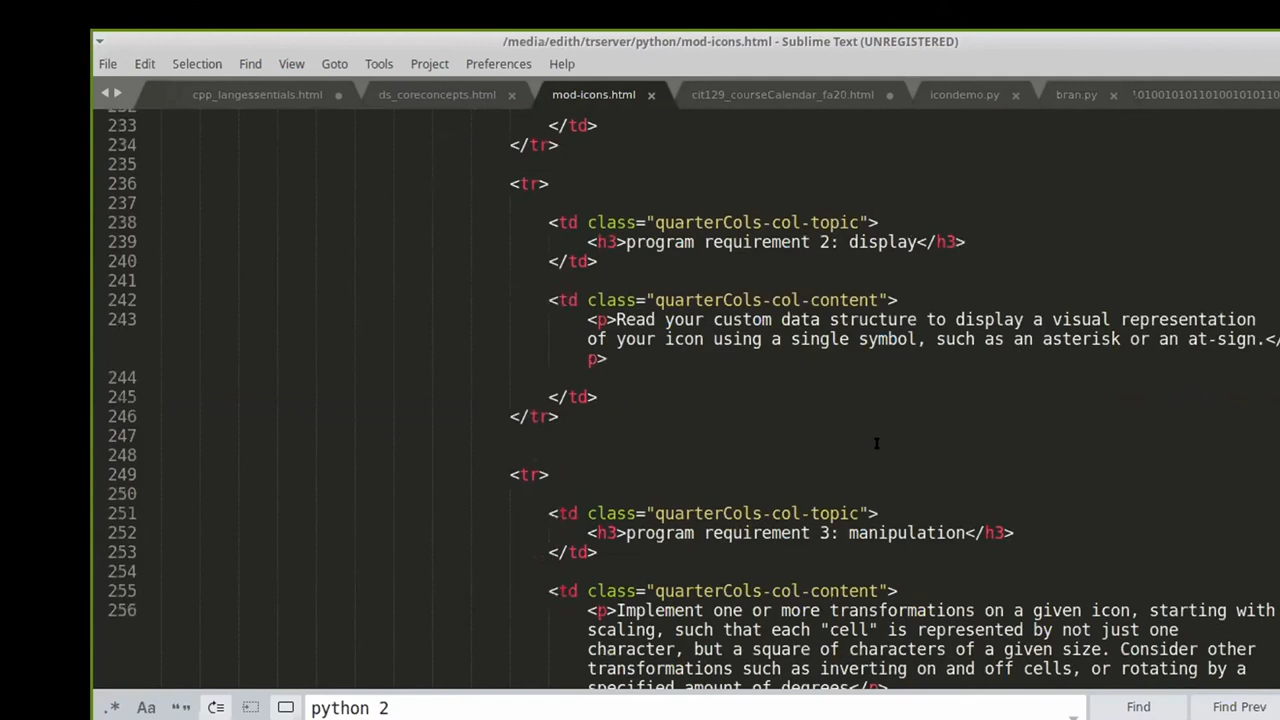 /media/edith/trserver/python/mod-icons.html - Sublime Text (UNREGISTERED)
File Edit Selection Find View Goto Tools Project Preferences Help
cpp_langessentials.html ds_coreconcepts.html mod-icons.html cit129_courseCalendar_fa20.html icondemo.py bran.py
233 </td>
234 </tr>
235
236 <tr>
237
238 <td class="quarterCols-col-topic">
239 <h3>program requirement 2: display</h3>
240 </td>
241
242 <td class="quarterCols-col-content">
243 <p>Read your custom data structure to display a visual representation
of your icon using a single symbol, such as an asterisk or an at-sign.</
p>
244
245 </td>
246 </tr>
247
248
249 <tr>
250
251 <td class="quarterCols-col-topic">
252 <h3>program requirement 3: manipulation</h3>
253 </td>
254
255 <td class="quarterCols-col-content">
256 <p>Implement one or more transformations on a given icon, starting with
scaling, such that each "cell" is represented by not just one
character, but a square of characters of a given size. Consider other
transformations such as inverting on and off cells, or rotating by a
specified amount of degrees</p>
.* Aa python 2 Find Find Prev